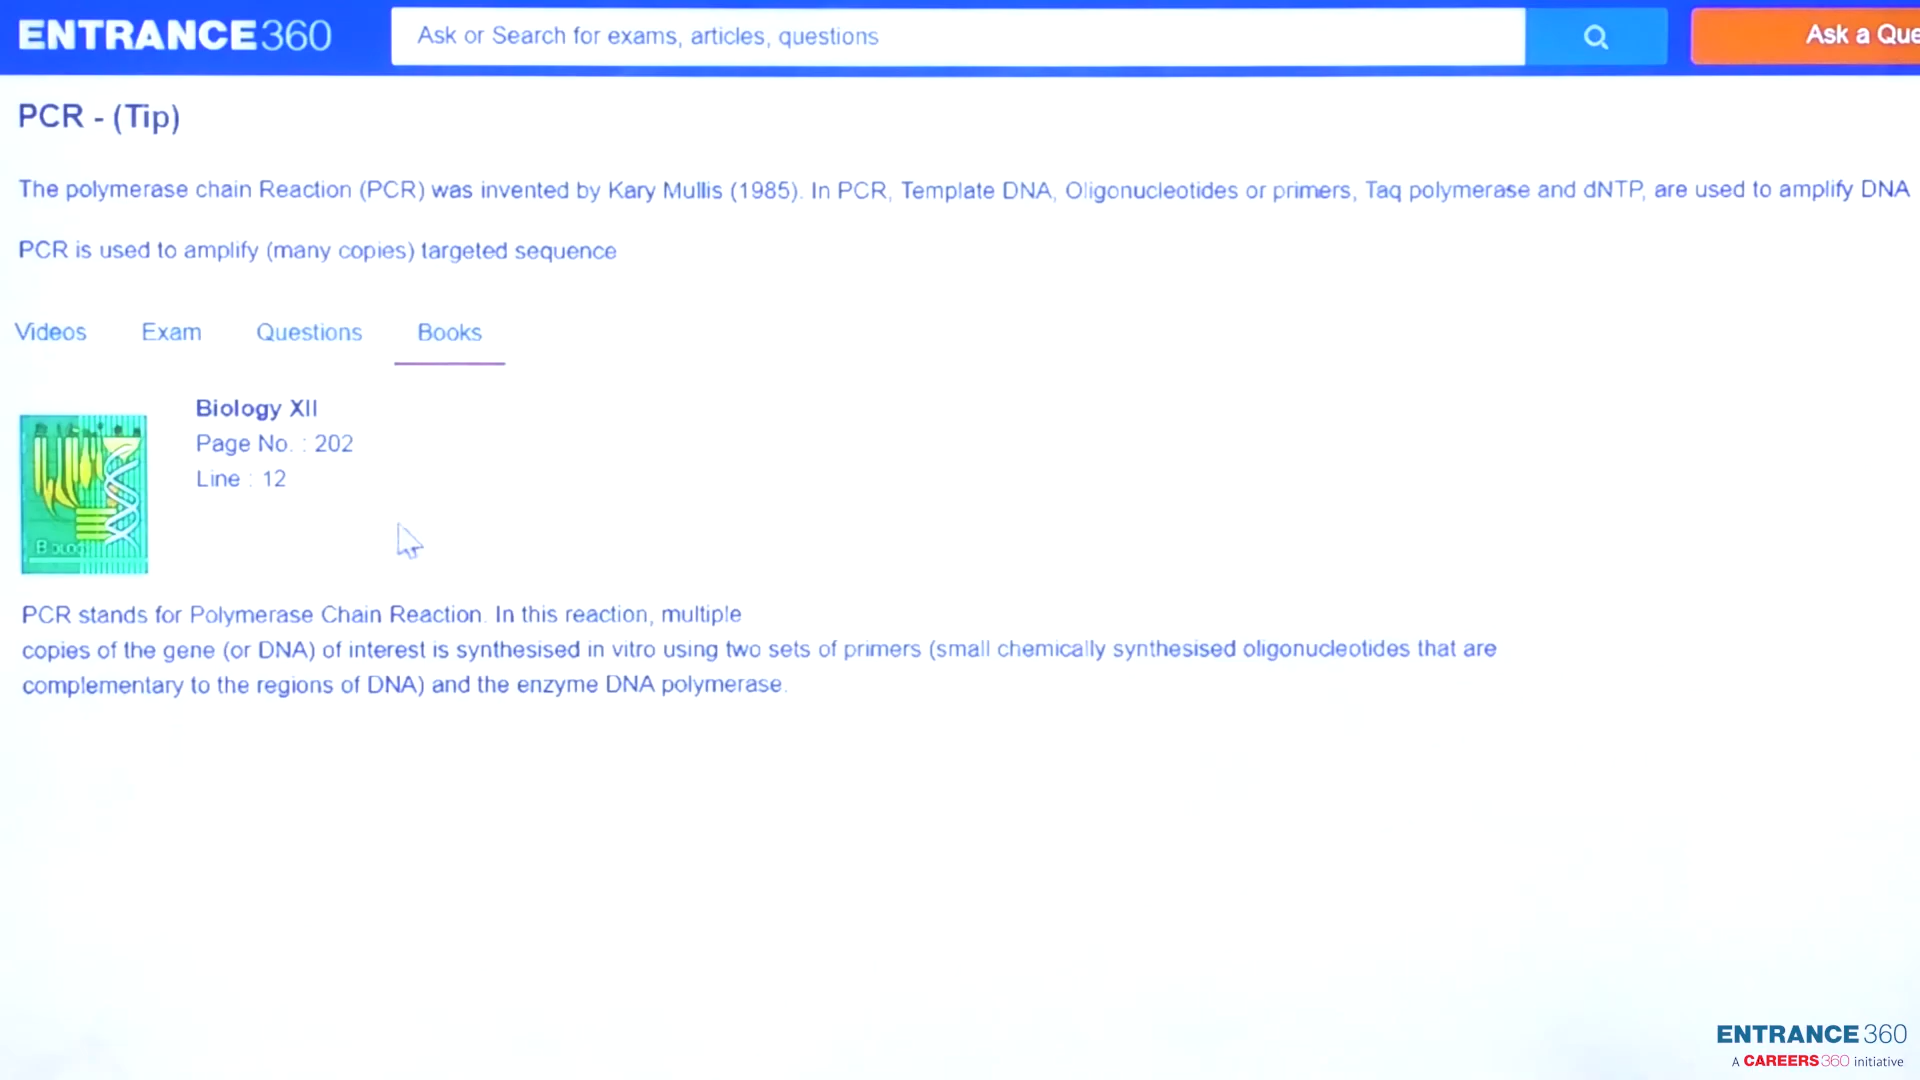 ENTRANCE360
Ask or Search for exams, articles, questions
Ask a Que
PCR - (Tip)
The polymerase chain Reaction (PCR) was invented by Kary Mullis (1985). In PCR, Template DNA, Oligonucleotides or primers, Taq polymerase and dNTP, are used to amplify DNA
PCR is used to amplify (many copies) targeted sequence
Videos Exam Questions Books
Biology XII
Page No. : 202
Line : 12
PCR stands for Polymerase Chain Reaction. In this reaction, multiple
copies of the gene (or DNA) of interest is synthesised in vitro using two sets of primers (small chemically synthesised oligonucleotides that are
complementary to the regions of DNA) and the enzyme DNA polymerase.
ENTRANCE360
A CAREERS360 initiative